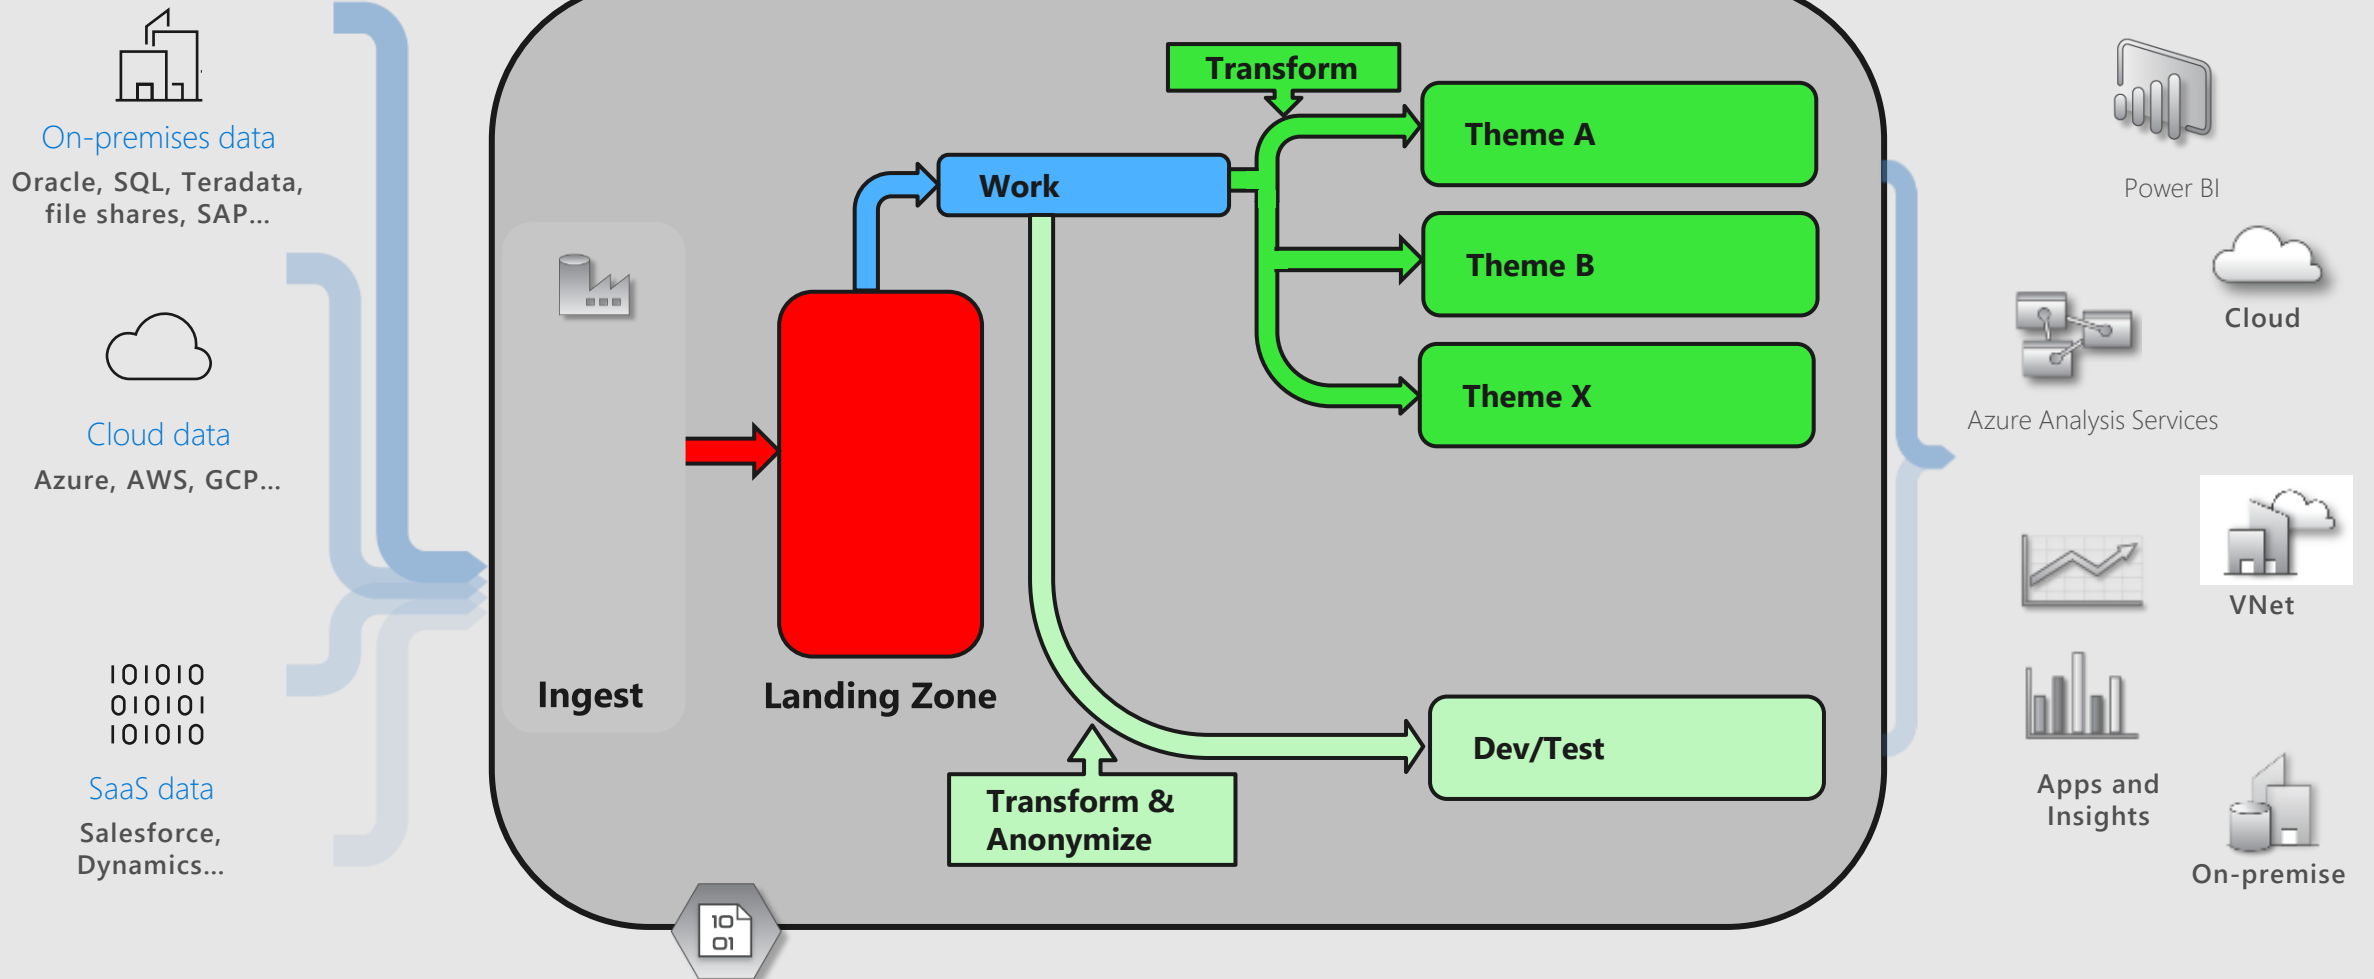 On-premises data
Oracle, SQL, Teradata,
file shares, SAP...
Cloud data
Azure, AWS, GCP...
101010
010101
101010
SaaS data
Salesforce,
Dynamics...
Ingest
Landing Zone
Work
Transform
Theme A
Theme B
Theme X
Transform &
Anonymize
Dev/Test
10
01
Power BI
Cloud
Azure Analysis Services
VNet
Apps and
Insights
On-premise